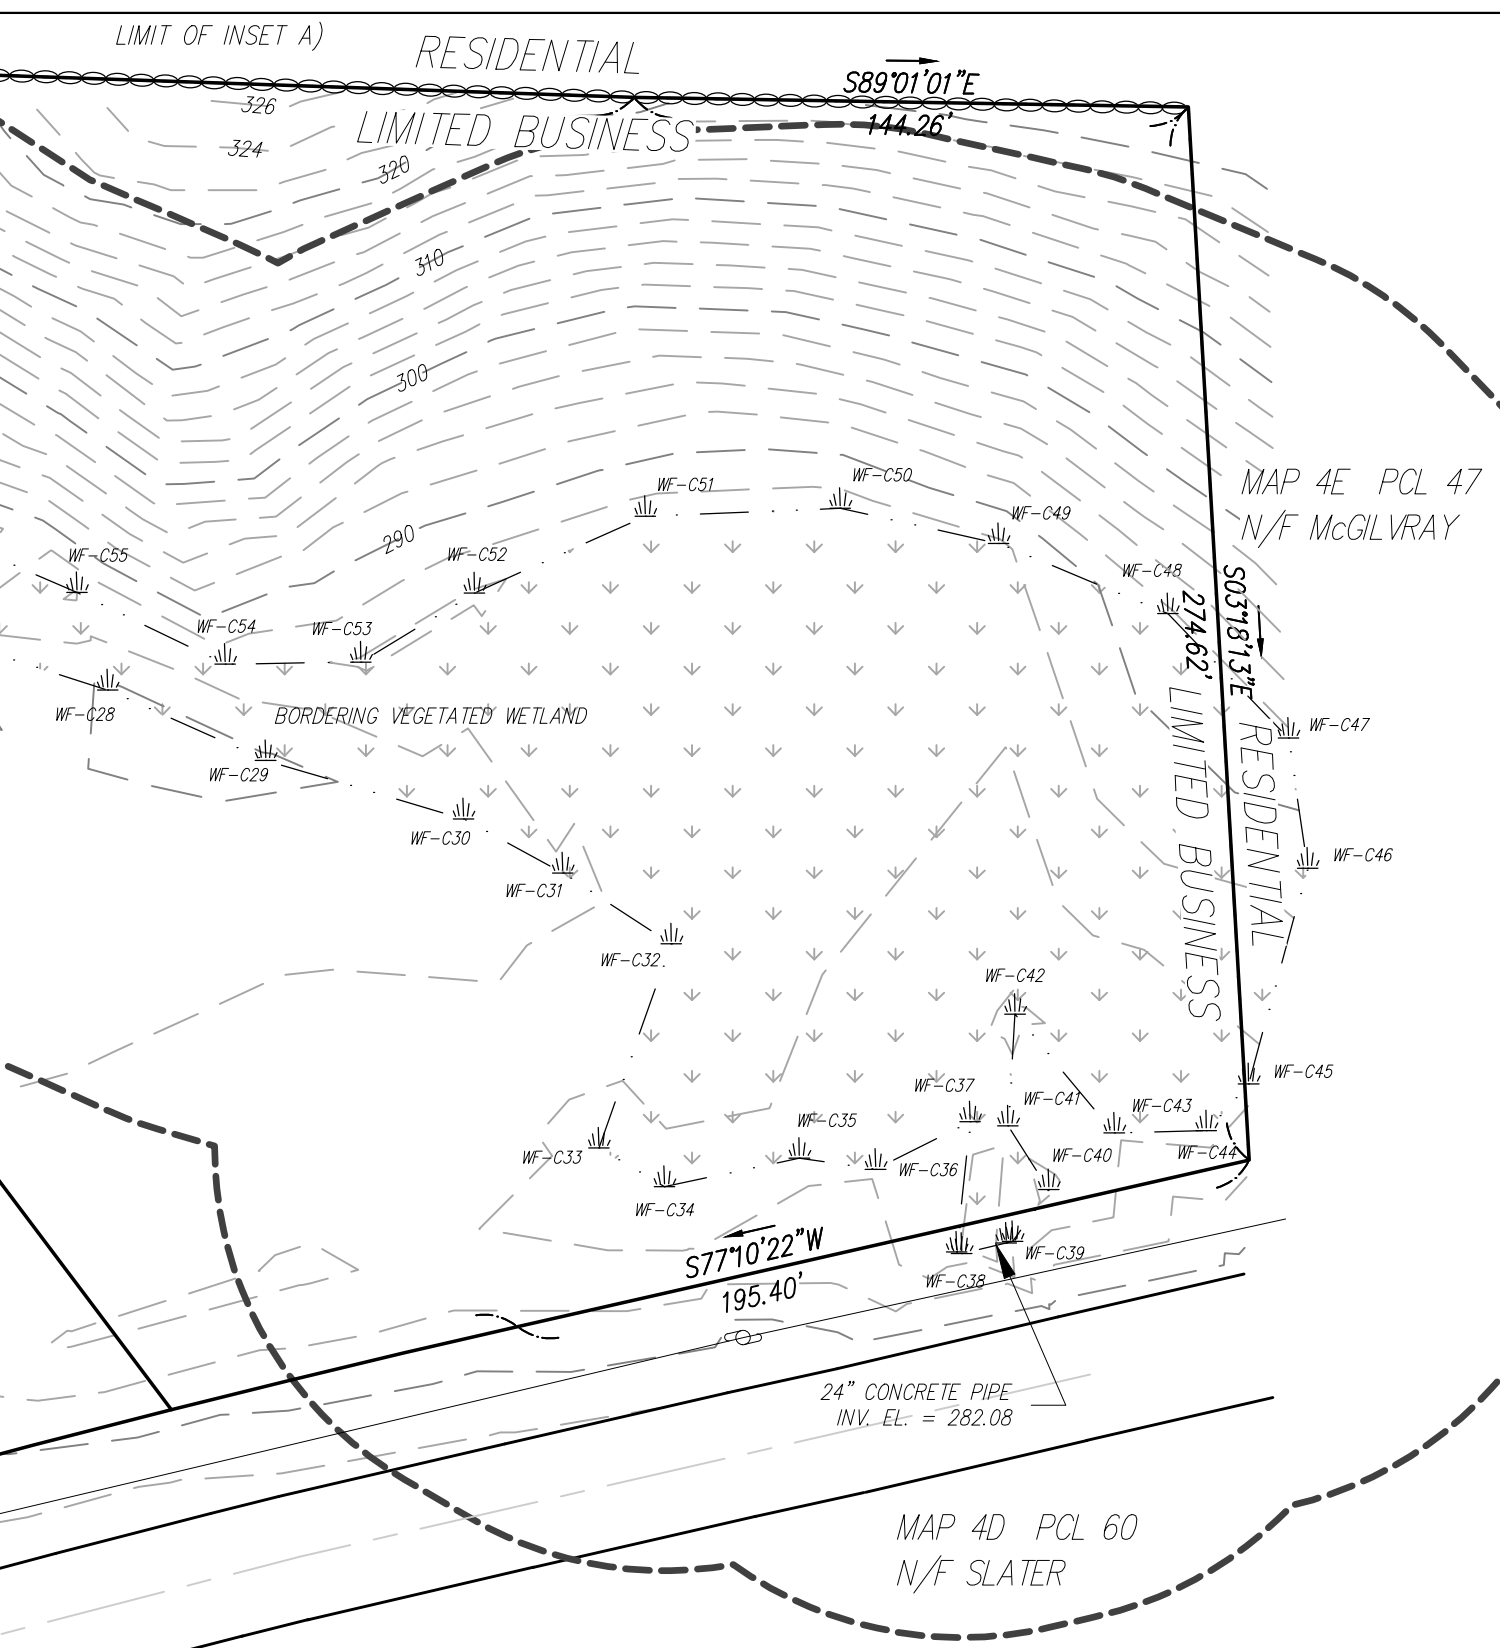 LIMIT OF INSET A)
RESIDENTIAL
LIMITED BUSINESS
S89°01'01"E
144.26'
326
324
320
310
300
290
MAP 4E PCL 47
N/F McGILVRAY
WF-C51
WF-C50
WF-C49
WF-C48
WF-C55
WF-C52
WF-C54
WF-C53
S03°18'13"E
274.62'
WF-C28
BORDERING VEGETATED WETLAND
WF-C47
LIMITED BUSINESS
RESIDENTIAL
WF-C29
WF-C30
WF-C46
WF-C31
WF-C32
WF-C42
WF-C45
WF-C37
WF-C41
WF-C43
WF-C35
WF-C33
WF-C36
WF-C40
WF-C44
WF-C34
S77°10'22"W
195.40'
WF-C39
WF-C38
24" CONCRETE PIPE
INV. EL. = 282.08
MAP 4D PCL 60
N/F SLATER